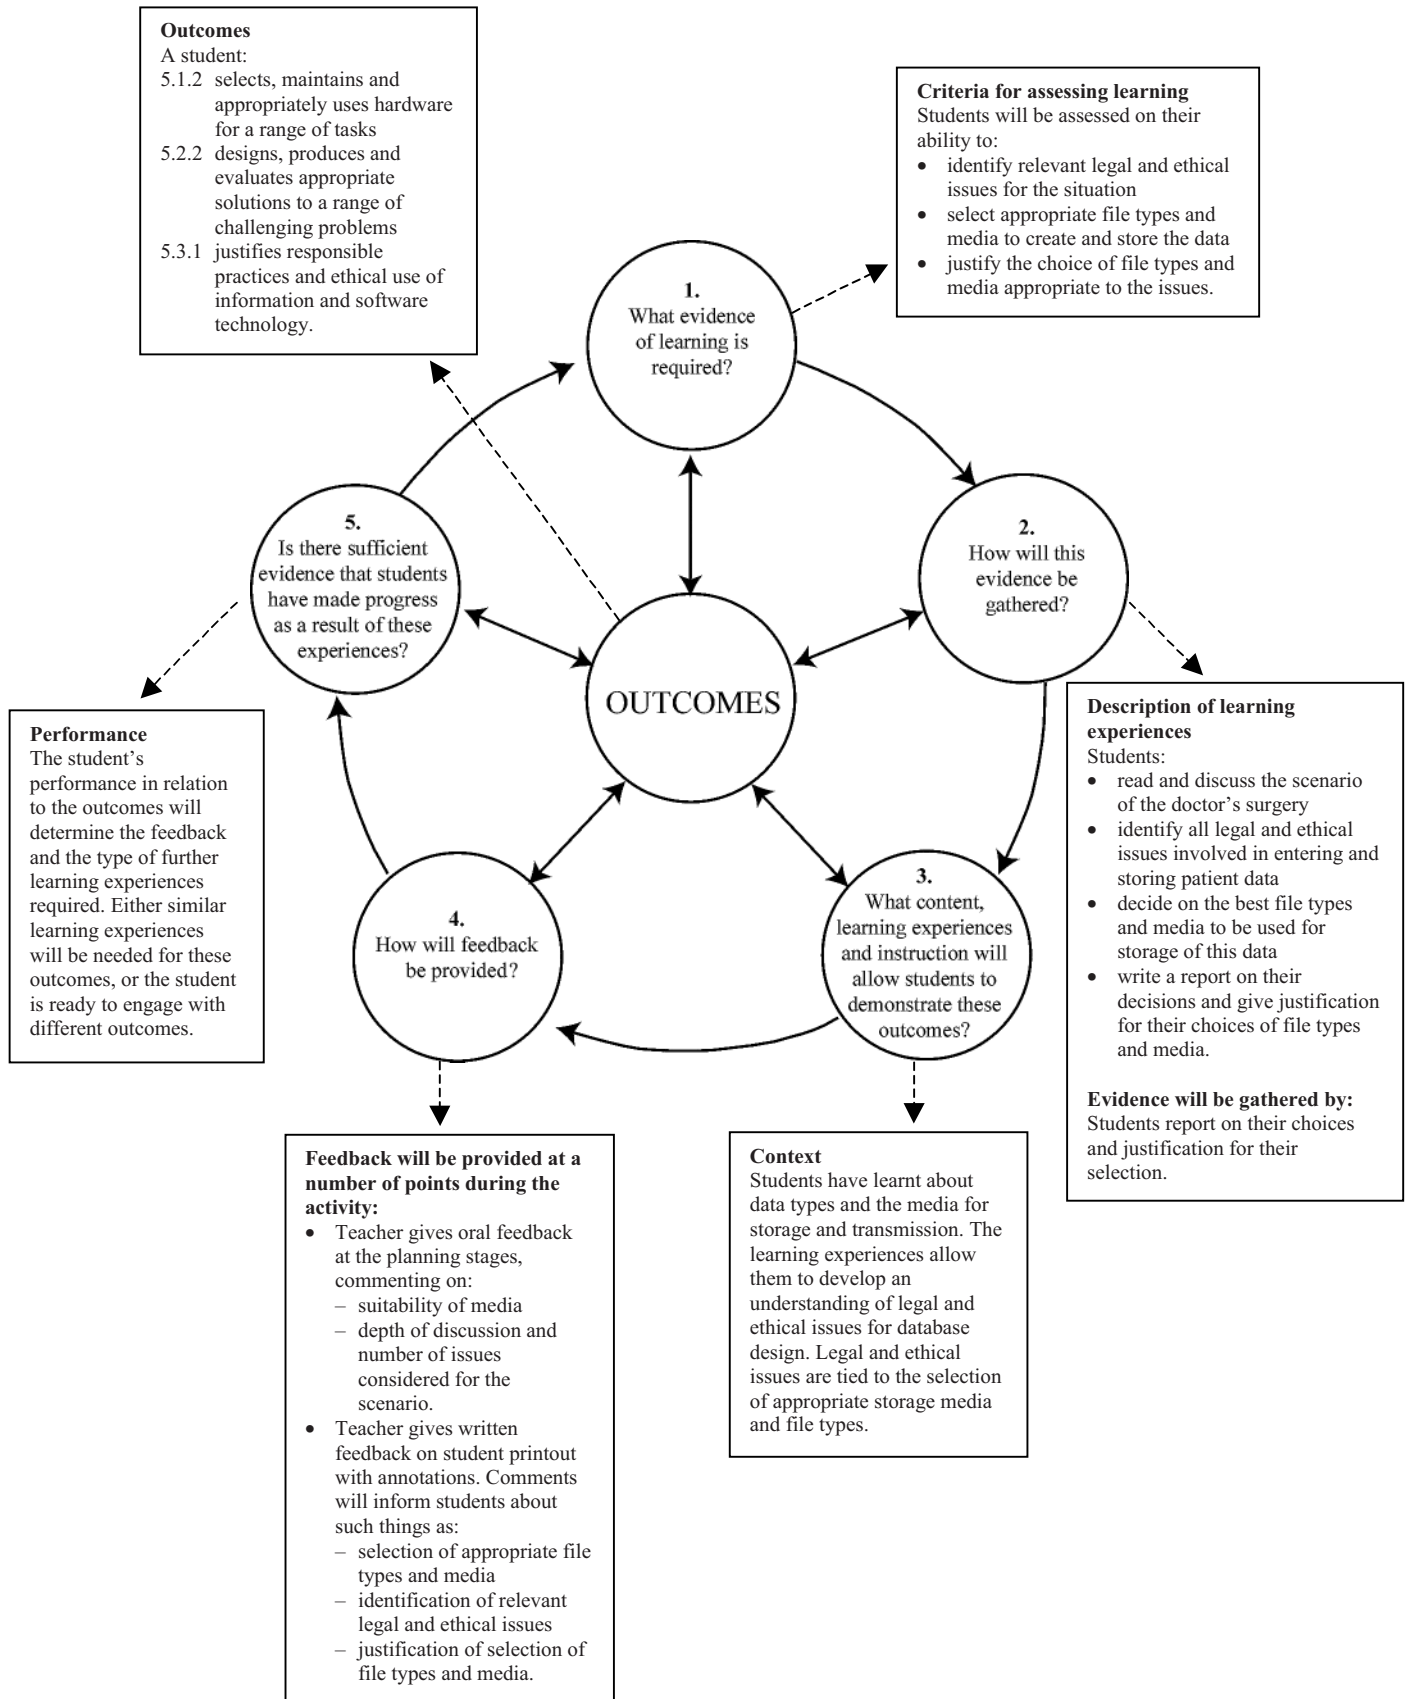 Outcomes
A student:
5.1.2 selects, maintains and
appropriately uses hardware
for a range of tasks
5.2.2 designs, produces and
evaluates appropriate
solutions to a range of
challenging problems
5.3.1 justifies responsible
practices and ethical use of
information and software
technology.
Criteria for assessing learning
Students will be assessed on their
ability to:
• identify relevant legal and ethical
issues for the situation
• select appropriate file types and
media to create and store the data
• justify the choice of file types and
media appropriate to the issues.
1.
What evidence
of learning is
required?
2.
How will this
evidence be
gathered?
5.
Is there sufficient
evidence that students
have made progress
as a result of these
experiences?
OUTCOMES
Performance
The student’s
performance in relation
to the outcomes will
determine the feedback
and the type of further
learning experiences
required. Either similar
learning experiences
will be needed for these
outcomes, or the student
is ready to engage with
different outcomes.
Description of learning
experiences
Students:
• read and discuss the scenario
of the doctor’s surgery
• identify all legal and ethical
issues involved in entering and
storing patient data
• decide on the best file types
and media to be used for
storage of this data
• write a report on their
decisions and give justification
for their choices of file types
and media.
Evidence will be gathered by:
Students report on their choices
and justification for their
selection.
3.
What content,
learning experiences
and instruction will
allow students to
demonstrate these
outcomes?
4.
How will feedback
be provided?
Feedback will be provided at a
number of points during the
activity:
• Teacher gives oral feedback
at the planning stages,
commenting on:
– suitability of media
– depth of discussion and
number of issues
considered for the
scenario.
• Teacher gives written
feedback on student printout
with annotations. Comments
will inform students about
such things as:
– selection of appropriate file
types and media
– identification of relevant
legal and ethical issues
– justification of selection of
file types and media.
Context
Students have learnt about
data types and the media for
storage and transmission. The
learning experiences allow
them to develop an
understanding of legal and
ethical issues for database
design. Legal and ethical
issues are tied to the selection
of appropriate storage media
and file types.